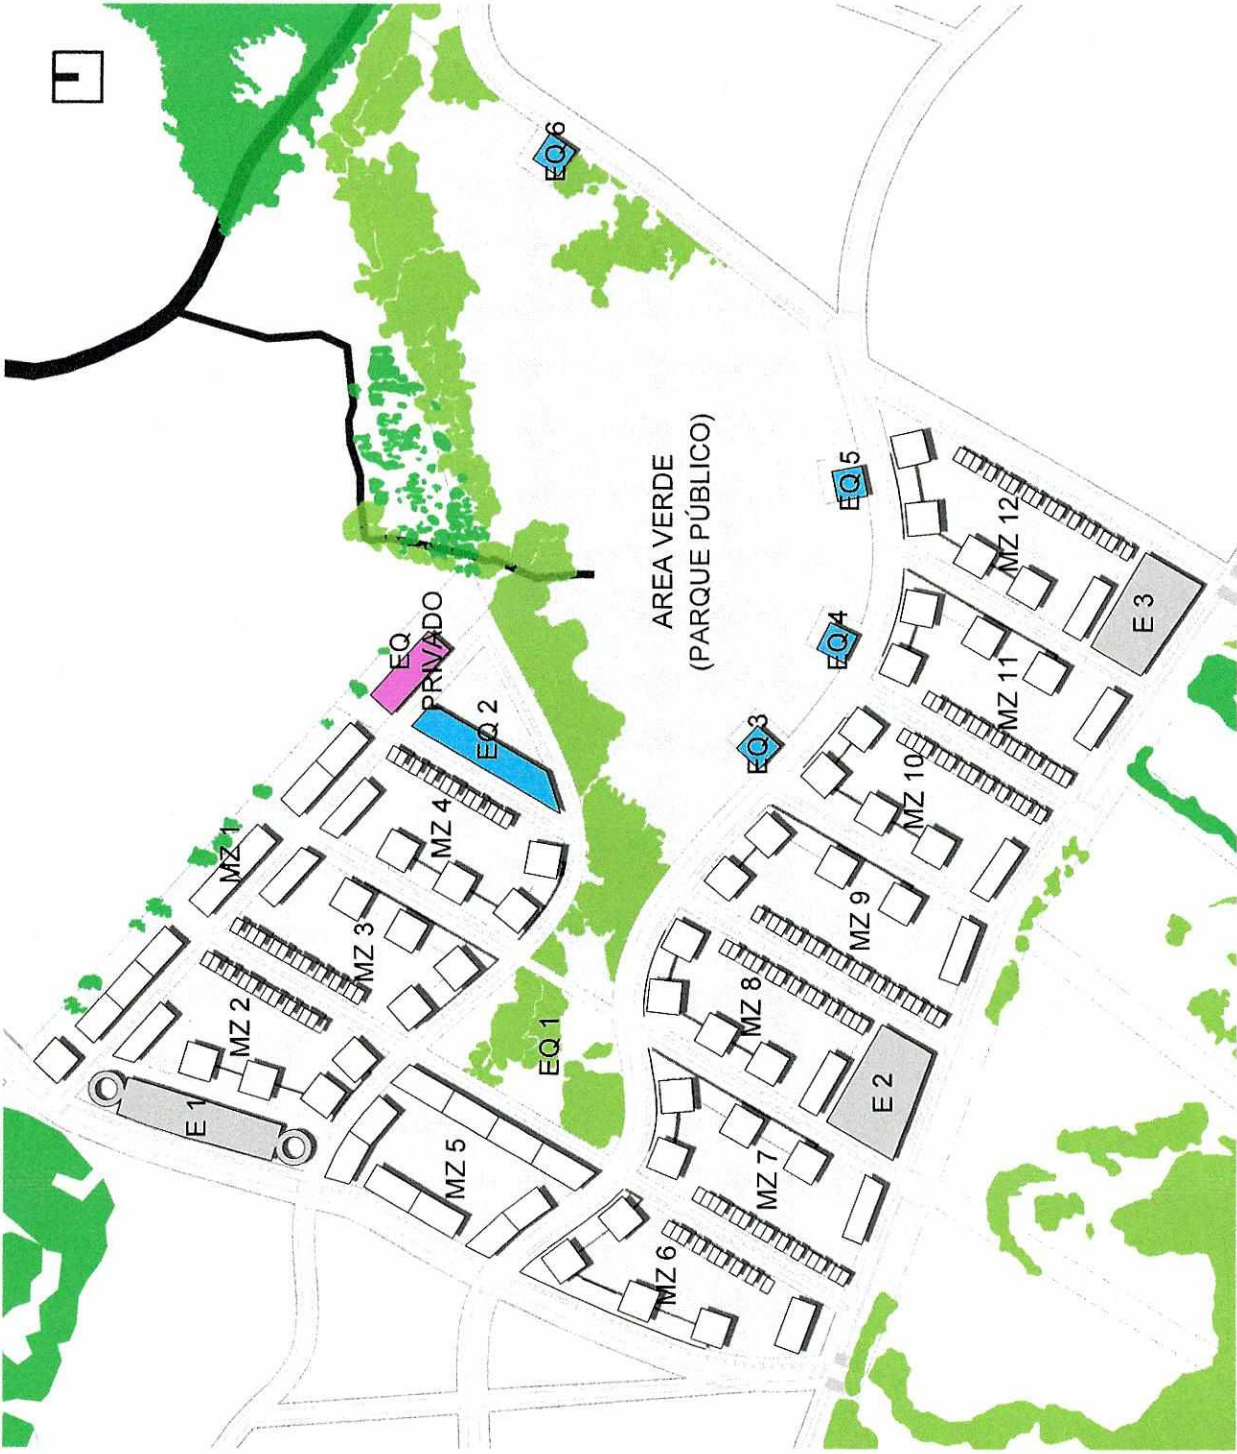 EQ 6
EQ 5
EQ 4
EQ 3
AREA VERDE
(PARQUE PÚBLICO)
EQ
PRIVADO
EQ 2
EQ 1
MZ 1
MZ 2
MZ 3
MZ 4
MZ 5
MZ 6
MZ 7
MZ 8
MZ 9
MZ 10
MZ 11
MZ 12
E 1
E 2
E 3